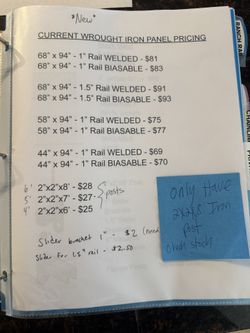 *New*
CURRENT WROUGHT IRON PANEL PRICING
68" x 94" - 1" Rail WELDED - $81
68" x 94" - 1" Rail BIASABLE - $83
68" x 94" - 1.5" Rail WELDED - $91
68" x 94" - 1.5" Rail BIASABLE - $93
58" x 94" - 1" Rail WELDED - $75
58" x 94" - 1" Rail BIASABLE - $77
44" x 94" - 1" Rail WELDED - $69
44" x 94" - 1" Rail BIASABLE - $70
6' 2"x2"x8' - $28
5' 2"x2"x7' - $27
4' 2"x2"x6' - $25
posts
Slider bracket 1" - $2
Slider for 1.5" rail - $2.50
only Have
2x2x8 Iron
post
RANCH RAIL